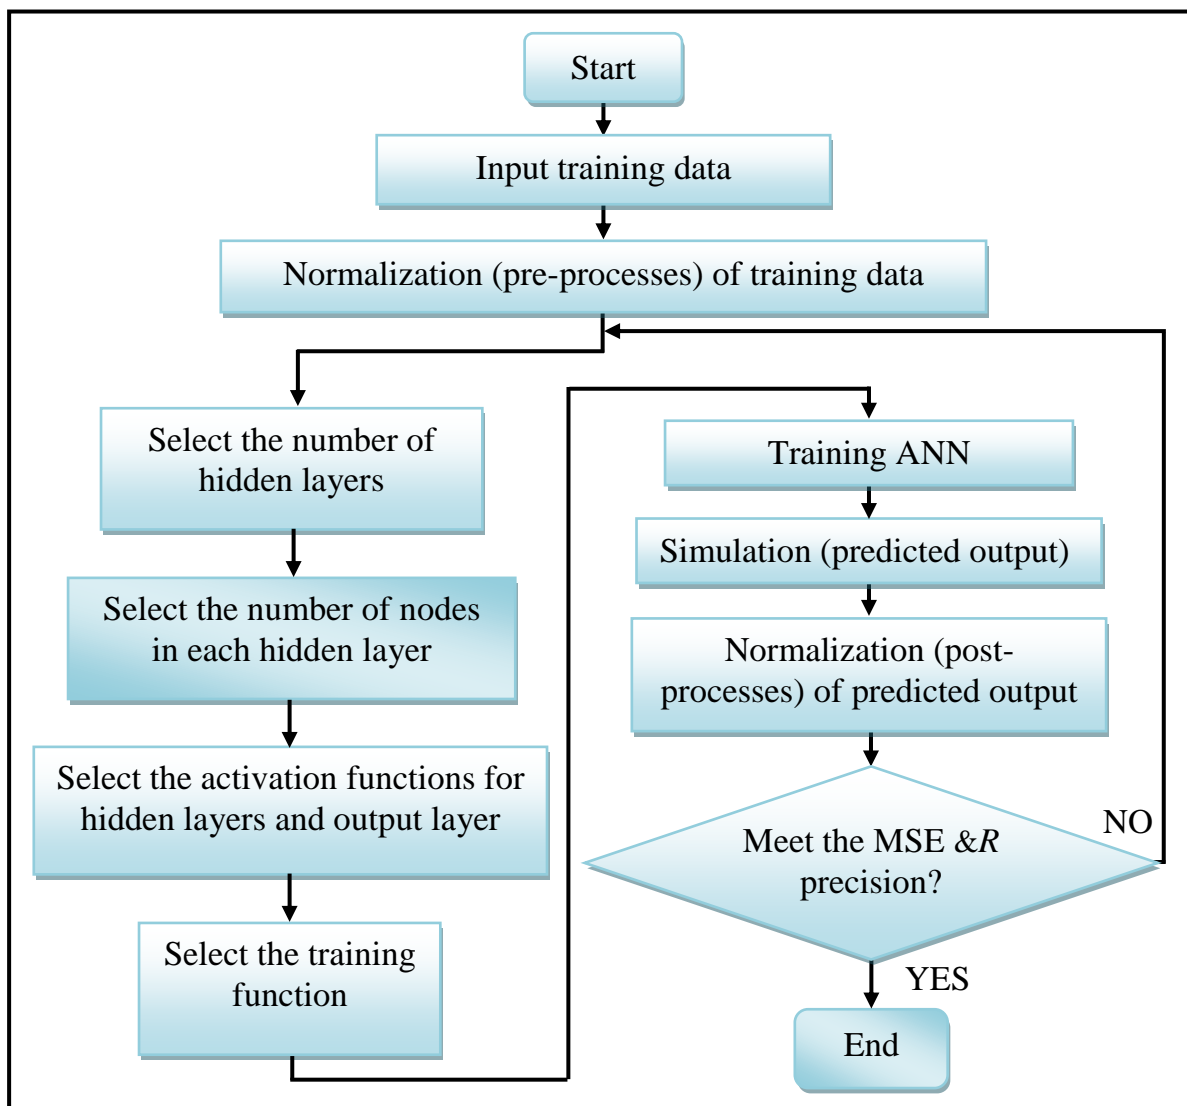 Start
Input training data
Normalization (pre-processes) of training data
Select the number of
hidden layers
Select the number of nodes
in each hidden layer
Select the activation functions for
hidden layers and output layer
Select the training
function
Training ANN
Simulation (predicted output)
Normalization (post-
processes) of predicted output
Meet the MSE &R
precision?
NO
YES
End